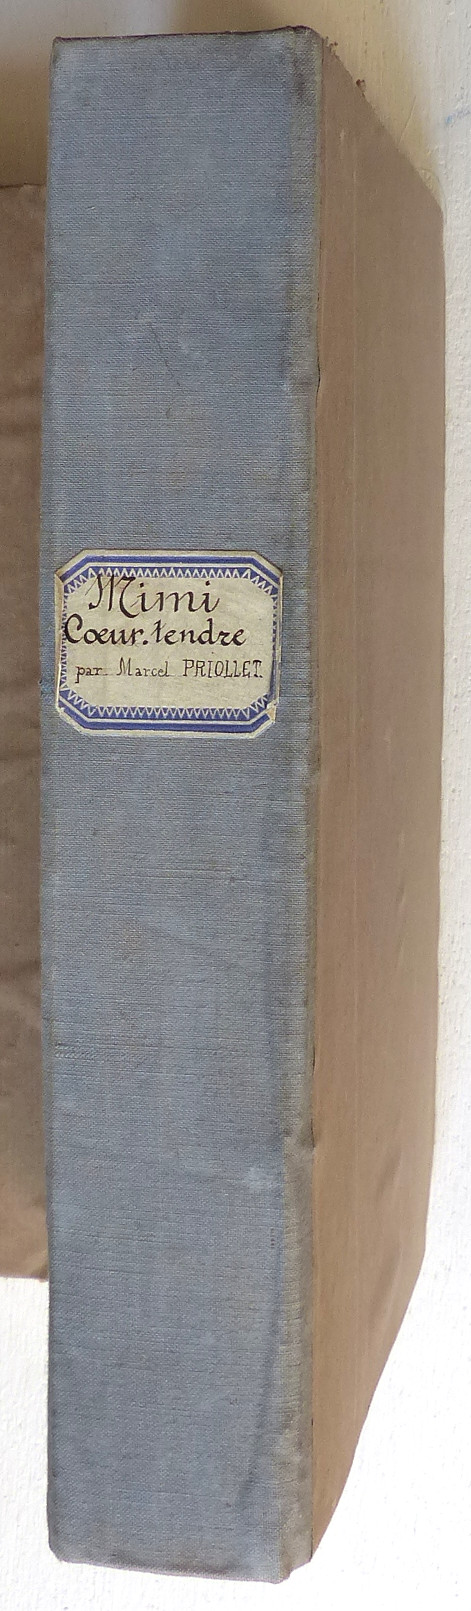 Mimi
Cœur.tendre
par Marcel PRIOLLET.